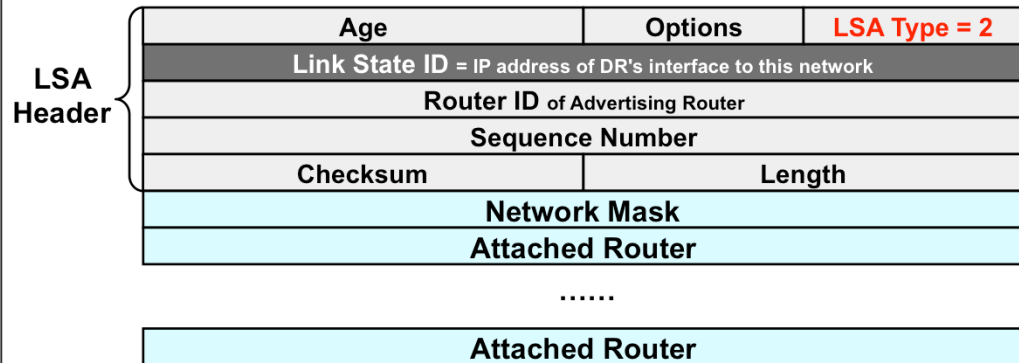 Age Options LSA Type = 2
Link State ID = IP address of DR's interface to this network
LSA
Header
Router ID of Advertising Router
Sequence Number
Checksum Length
Network Mask
Attached Router
......
Attached Router